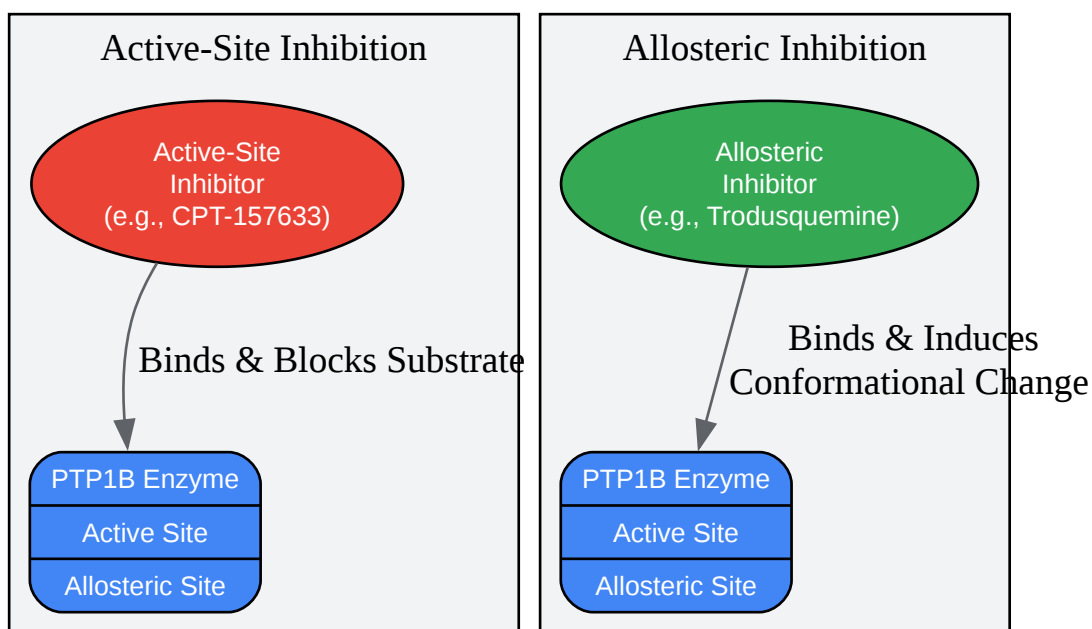 Active-Site Inhibition
Active-Site
Inhibitor
(e.g., CPT-157633)
Binds & Blocks Substrate
PTP1B Enzyme
Active Site
Allosteric Site
Allosteric Inhibition
Allosteric
Inhibitor
(e.g., Trodusquemine)
Binds & Induces
Conformational Change
PTP1B Enzyme
Active Site
Allosteric Site